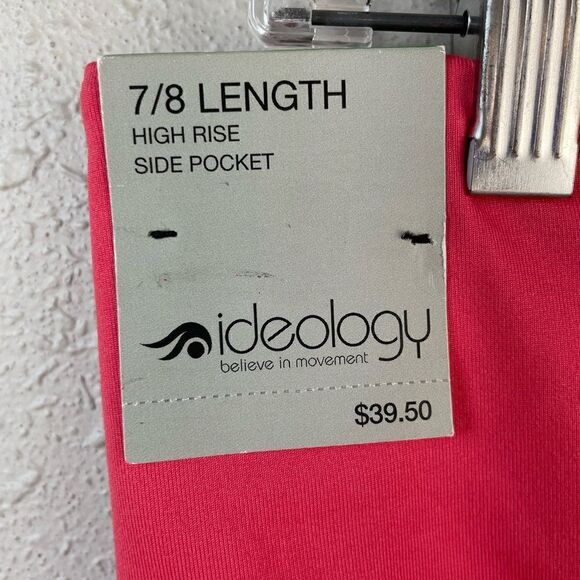 7/8 LENGTH
HIGH RISE
SIDE POCKET
ideology
believe in movement
$39.50